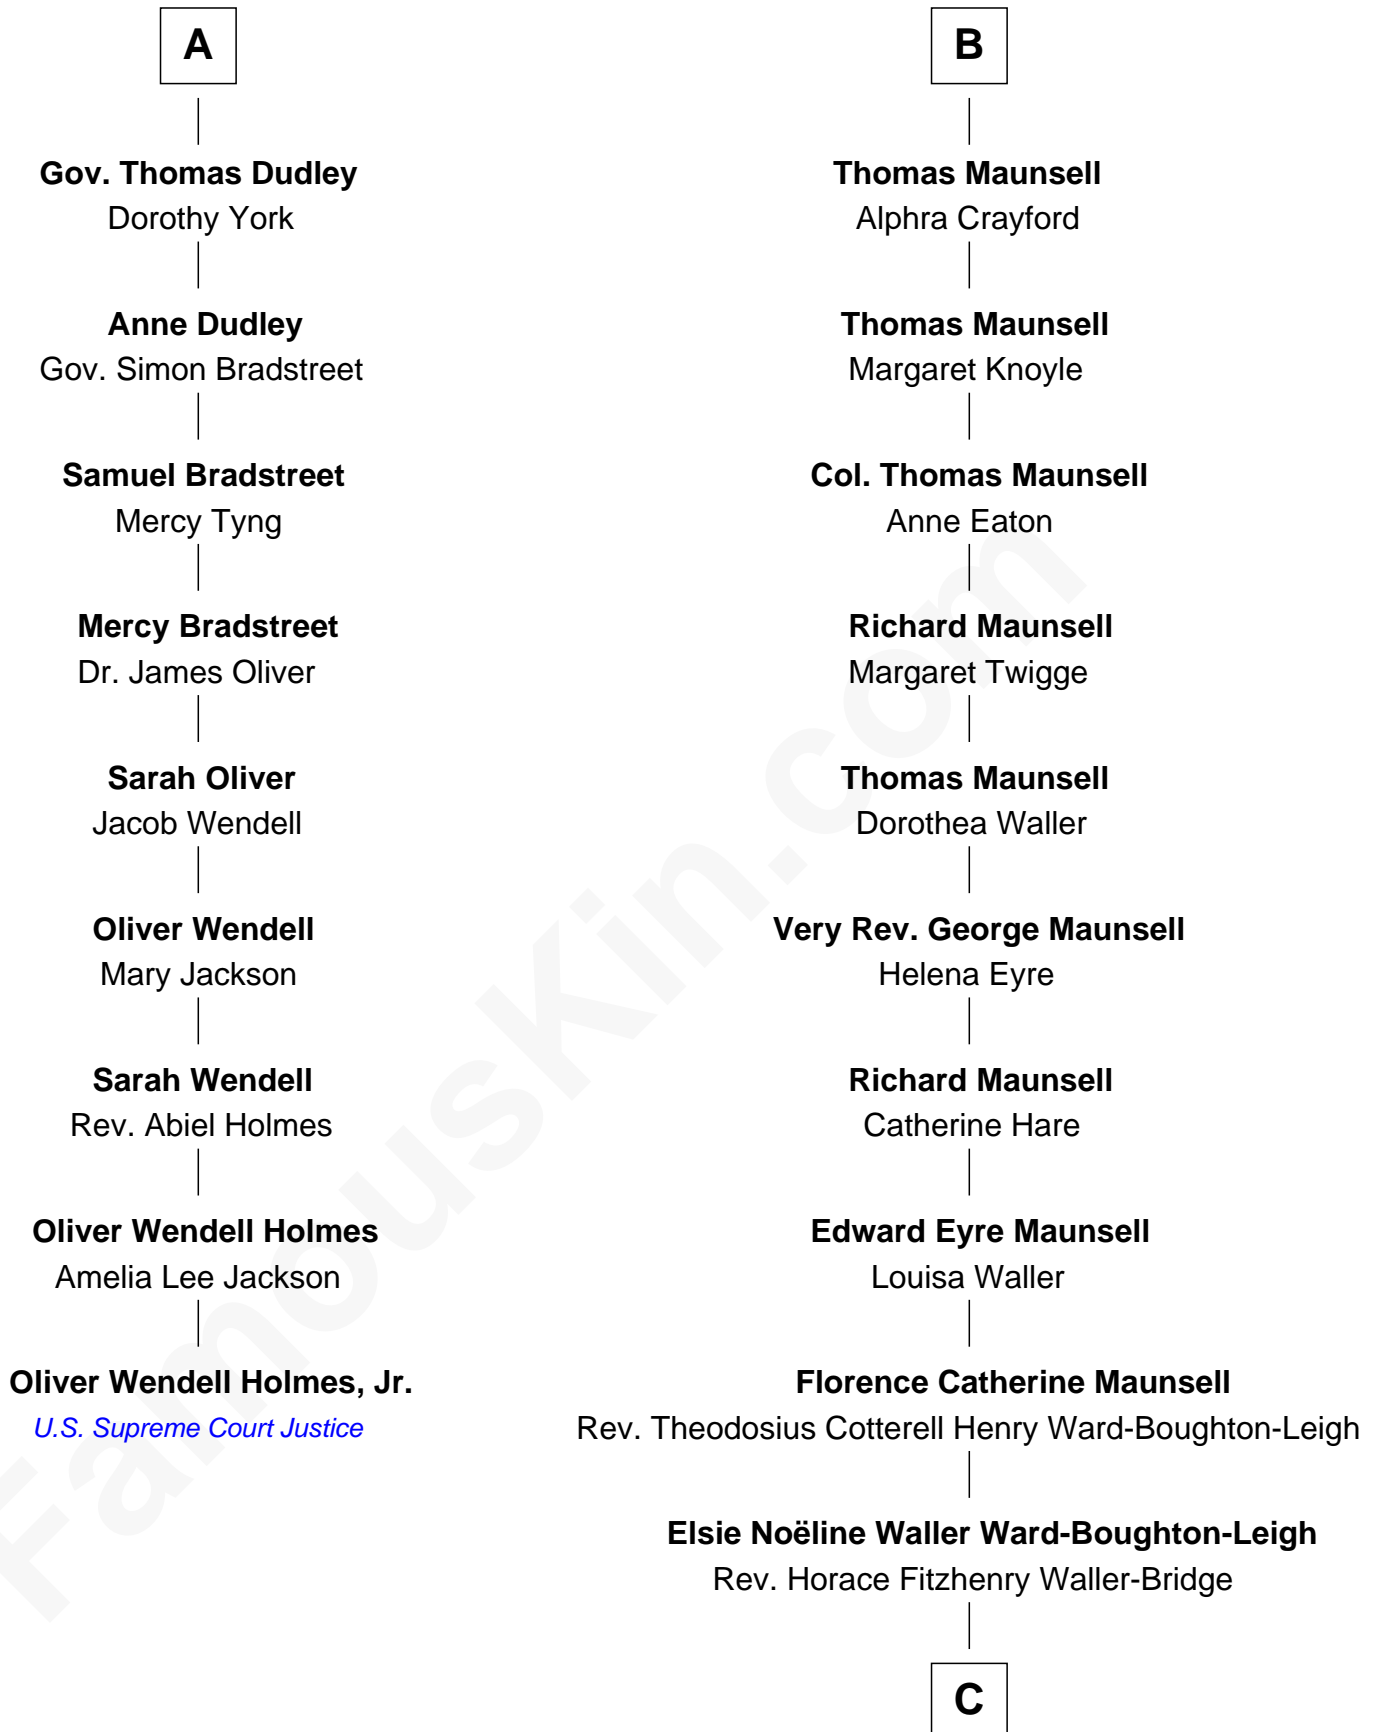 A
Gov. Thomas Dudley
Dorothy York
Anne Dudley
Gov. Simon Bradstreet
Samuel Bradstreet
Mercy Tyng
Mercy Bradstreet
Dr. James Oliver
Sarah Oliver
Jacob Wendell
Oliver Wendell
Mary Jackson
Sarah Wendell
Rev. Abiel Holmes
Oliver Wendell Holmes
Amelia Lee Jackson
Oliver Wendell Holmes, Jr.
U.S. Supreme Court Justice
B
Thomas Maunsell
Alphra Crayford
Thomas Maunsell
Margaret Knoyle
Col. Thomas Maunsell
Anne Eaton
Richard Maunsell
Margaret Twigge
Thomas Maunsell
Dorothea Waller
Very Rev. George Maunsell
Helena Eyre
Richard Maunsell
Catherine Hare
Edward Eyre Maunsell
Louisa Waller
Florence Catherine Maunsell
Rev. Theodosius Cotterell Henry Ward-Boughton-Leigh
Elsie Noëline Waller Ward-Boughton-Leigh
Rev. Horace Fitzhenry Waller-Bridge
C
FamousKin.com